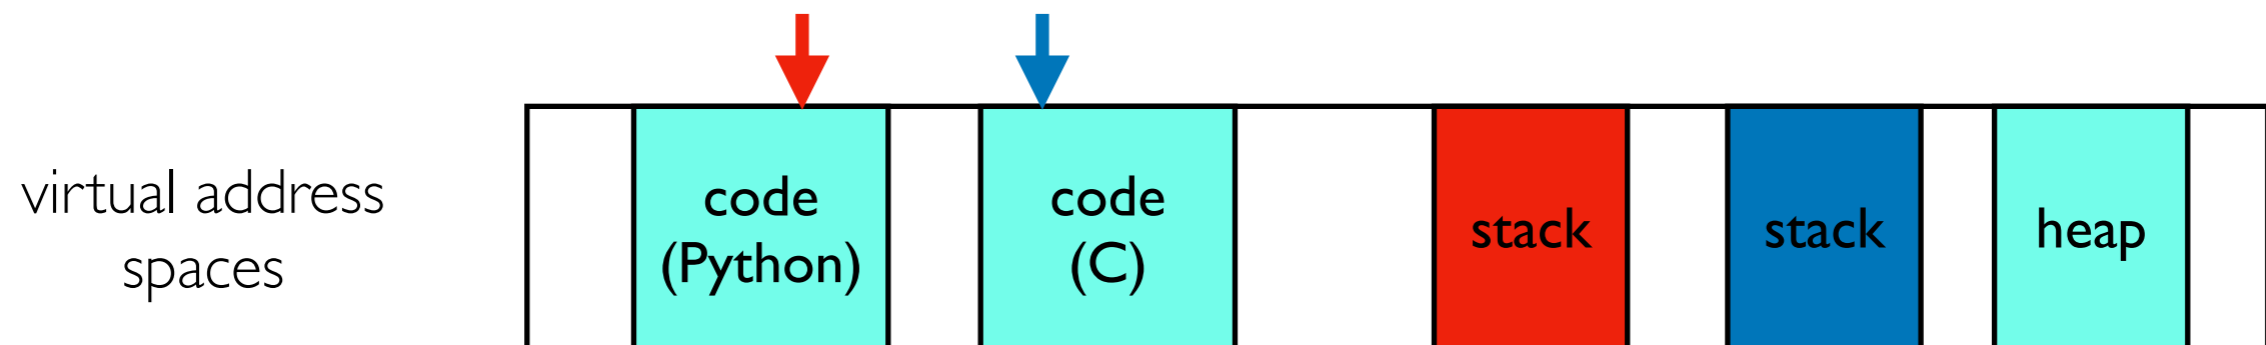 virtual address
spaces
code
(Python)
code
(C)
stack
stack
heap